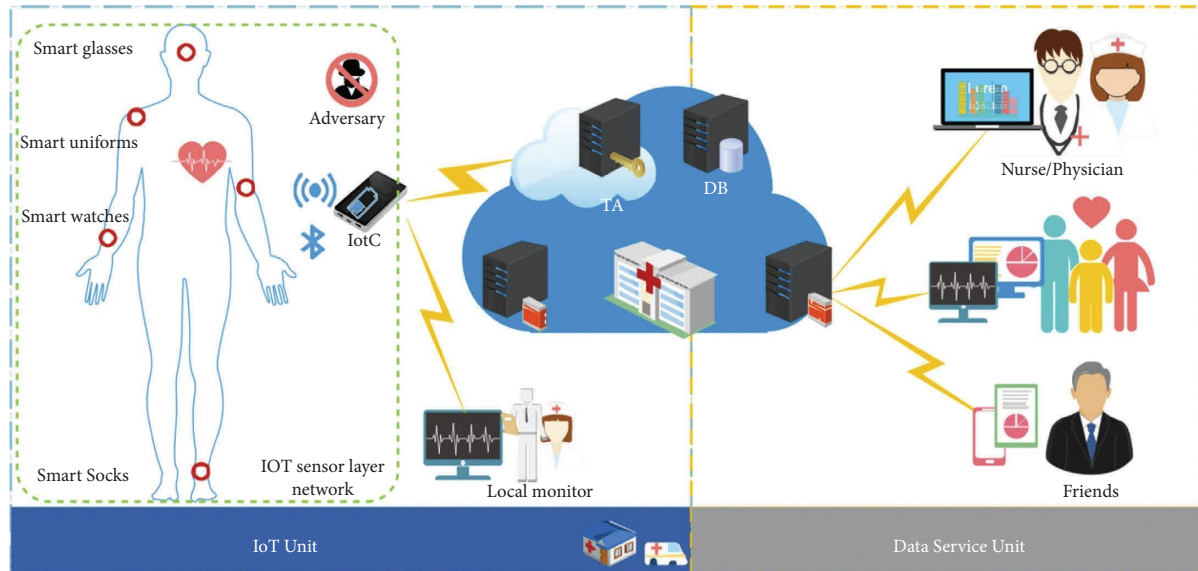 Smart glasses
Adversary
Smart uniforms
Smart watches
IotC
TA
DB
Nurse/Physician
Smart Socks
IOT sensor layer
network
Local monitor
Friends
IoT Unit
Data Service Unit